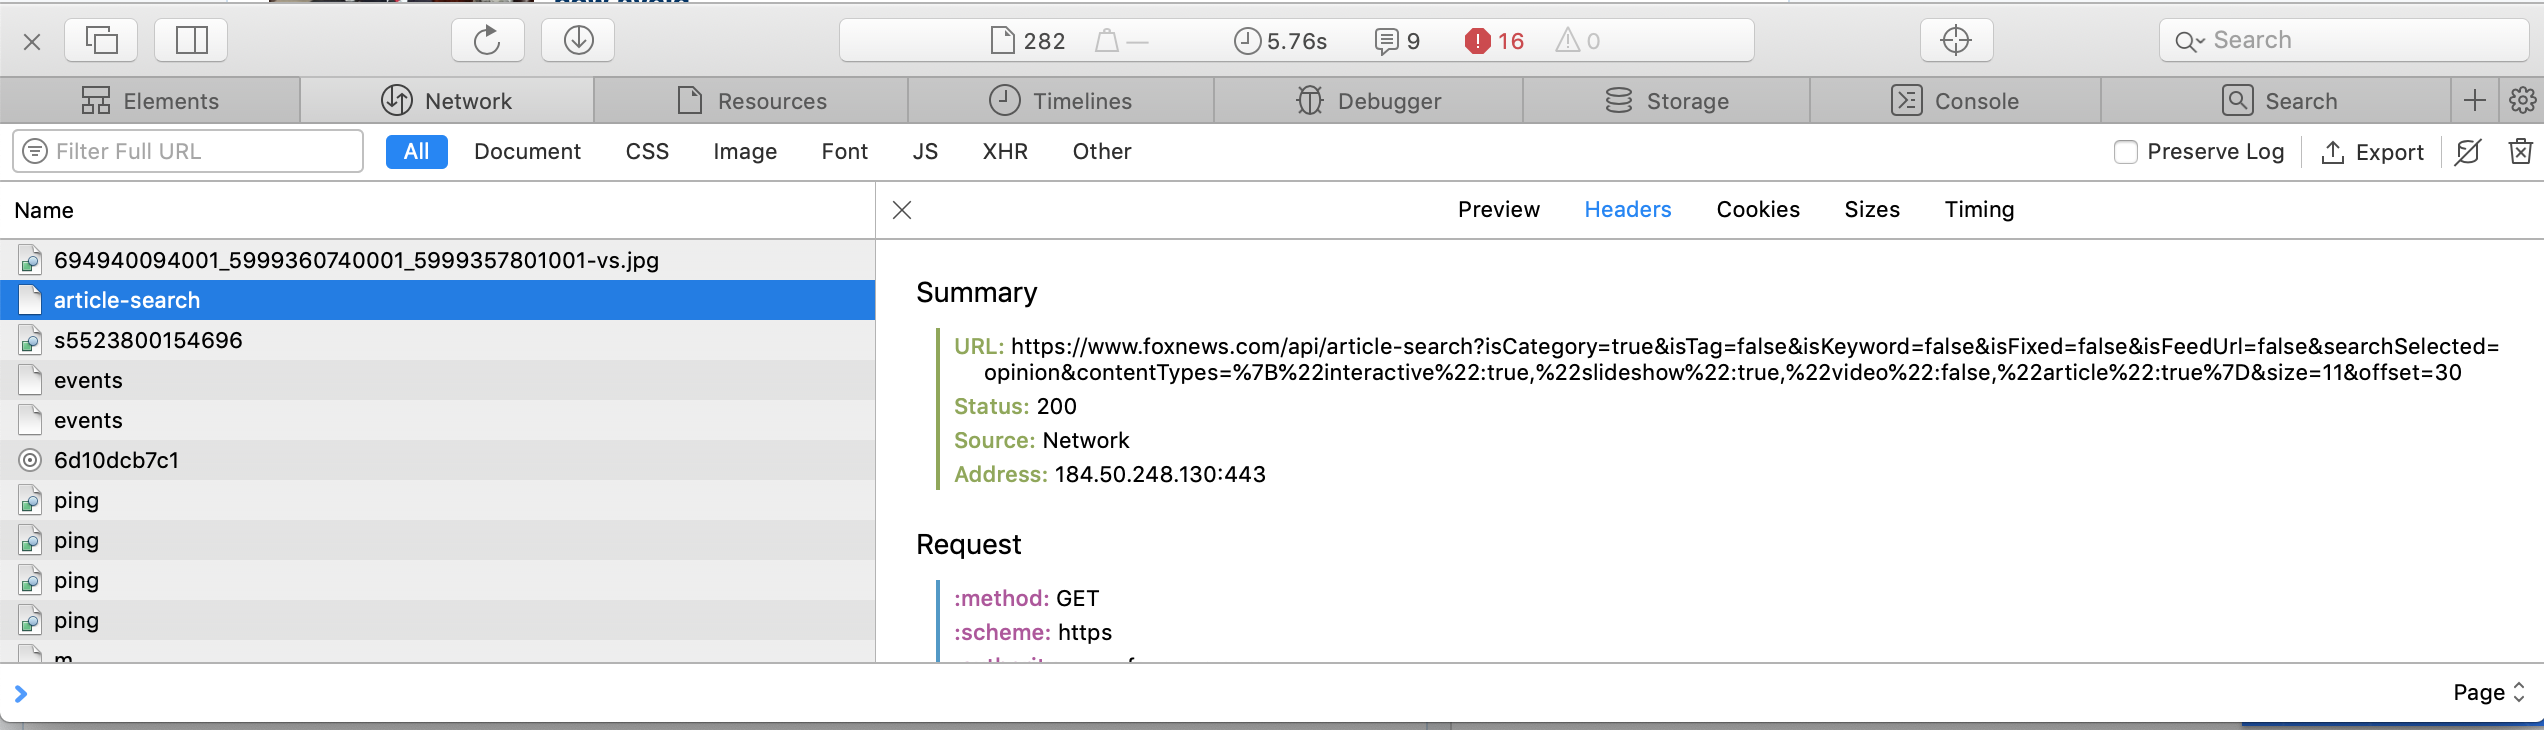 282
—
5.76s
9
16
0
Search
Elements
Network
Resources
Timelines
Debugger
Storage
Console
Search
Filter Full URL
All
Document
CSS
Image
Font
JS
XHR
Other
Preserve Log
Export
Name
Preview
Headers
Cookies
Sizes
Timing
694940094001_5999360740001_5999357801001-vs.jpg
article-search
s5523800154696
events
events
6d10dcb7c1
ping
ping
ping
ping
m
Summary
URL: https://www.foxnews.com/api/article-search?isCategory=true&isTag=false&isKeyword=false&isFixed=false&isFeedUrl=false&searchSelected=
opinion&contentTypes=%7B%22interactive%22:true,%22slideshow%22:true,%22video%22:false,%22article%22:true%7D&size=11&offset=30
Status: 200
Source: Network
Address: 184.50.248.130:443
Request
:method: GET
:scheme: https
Page